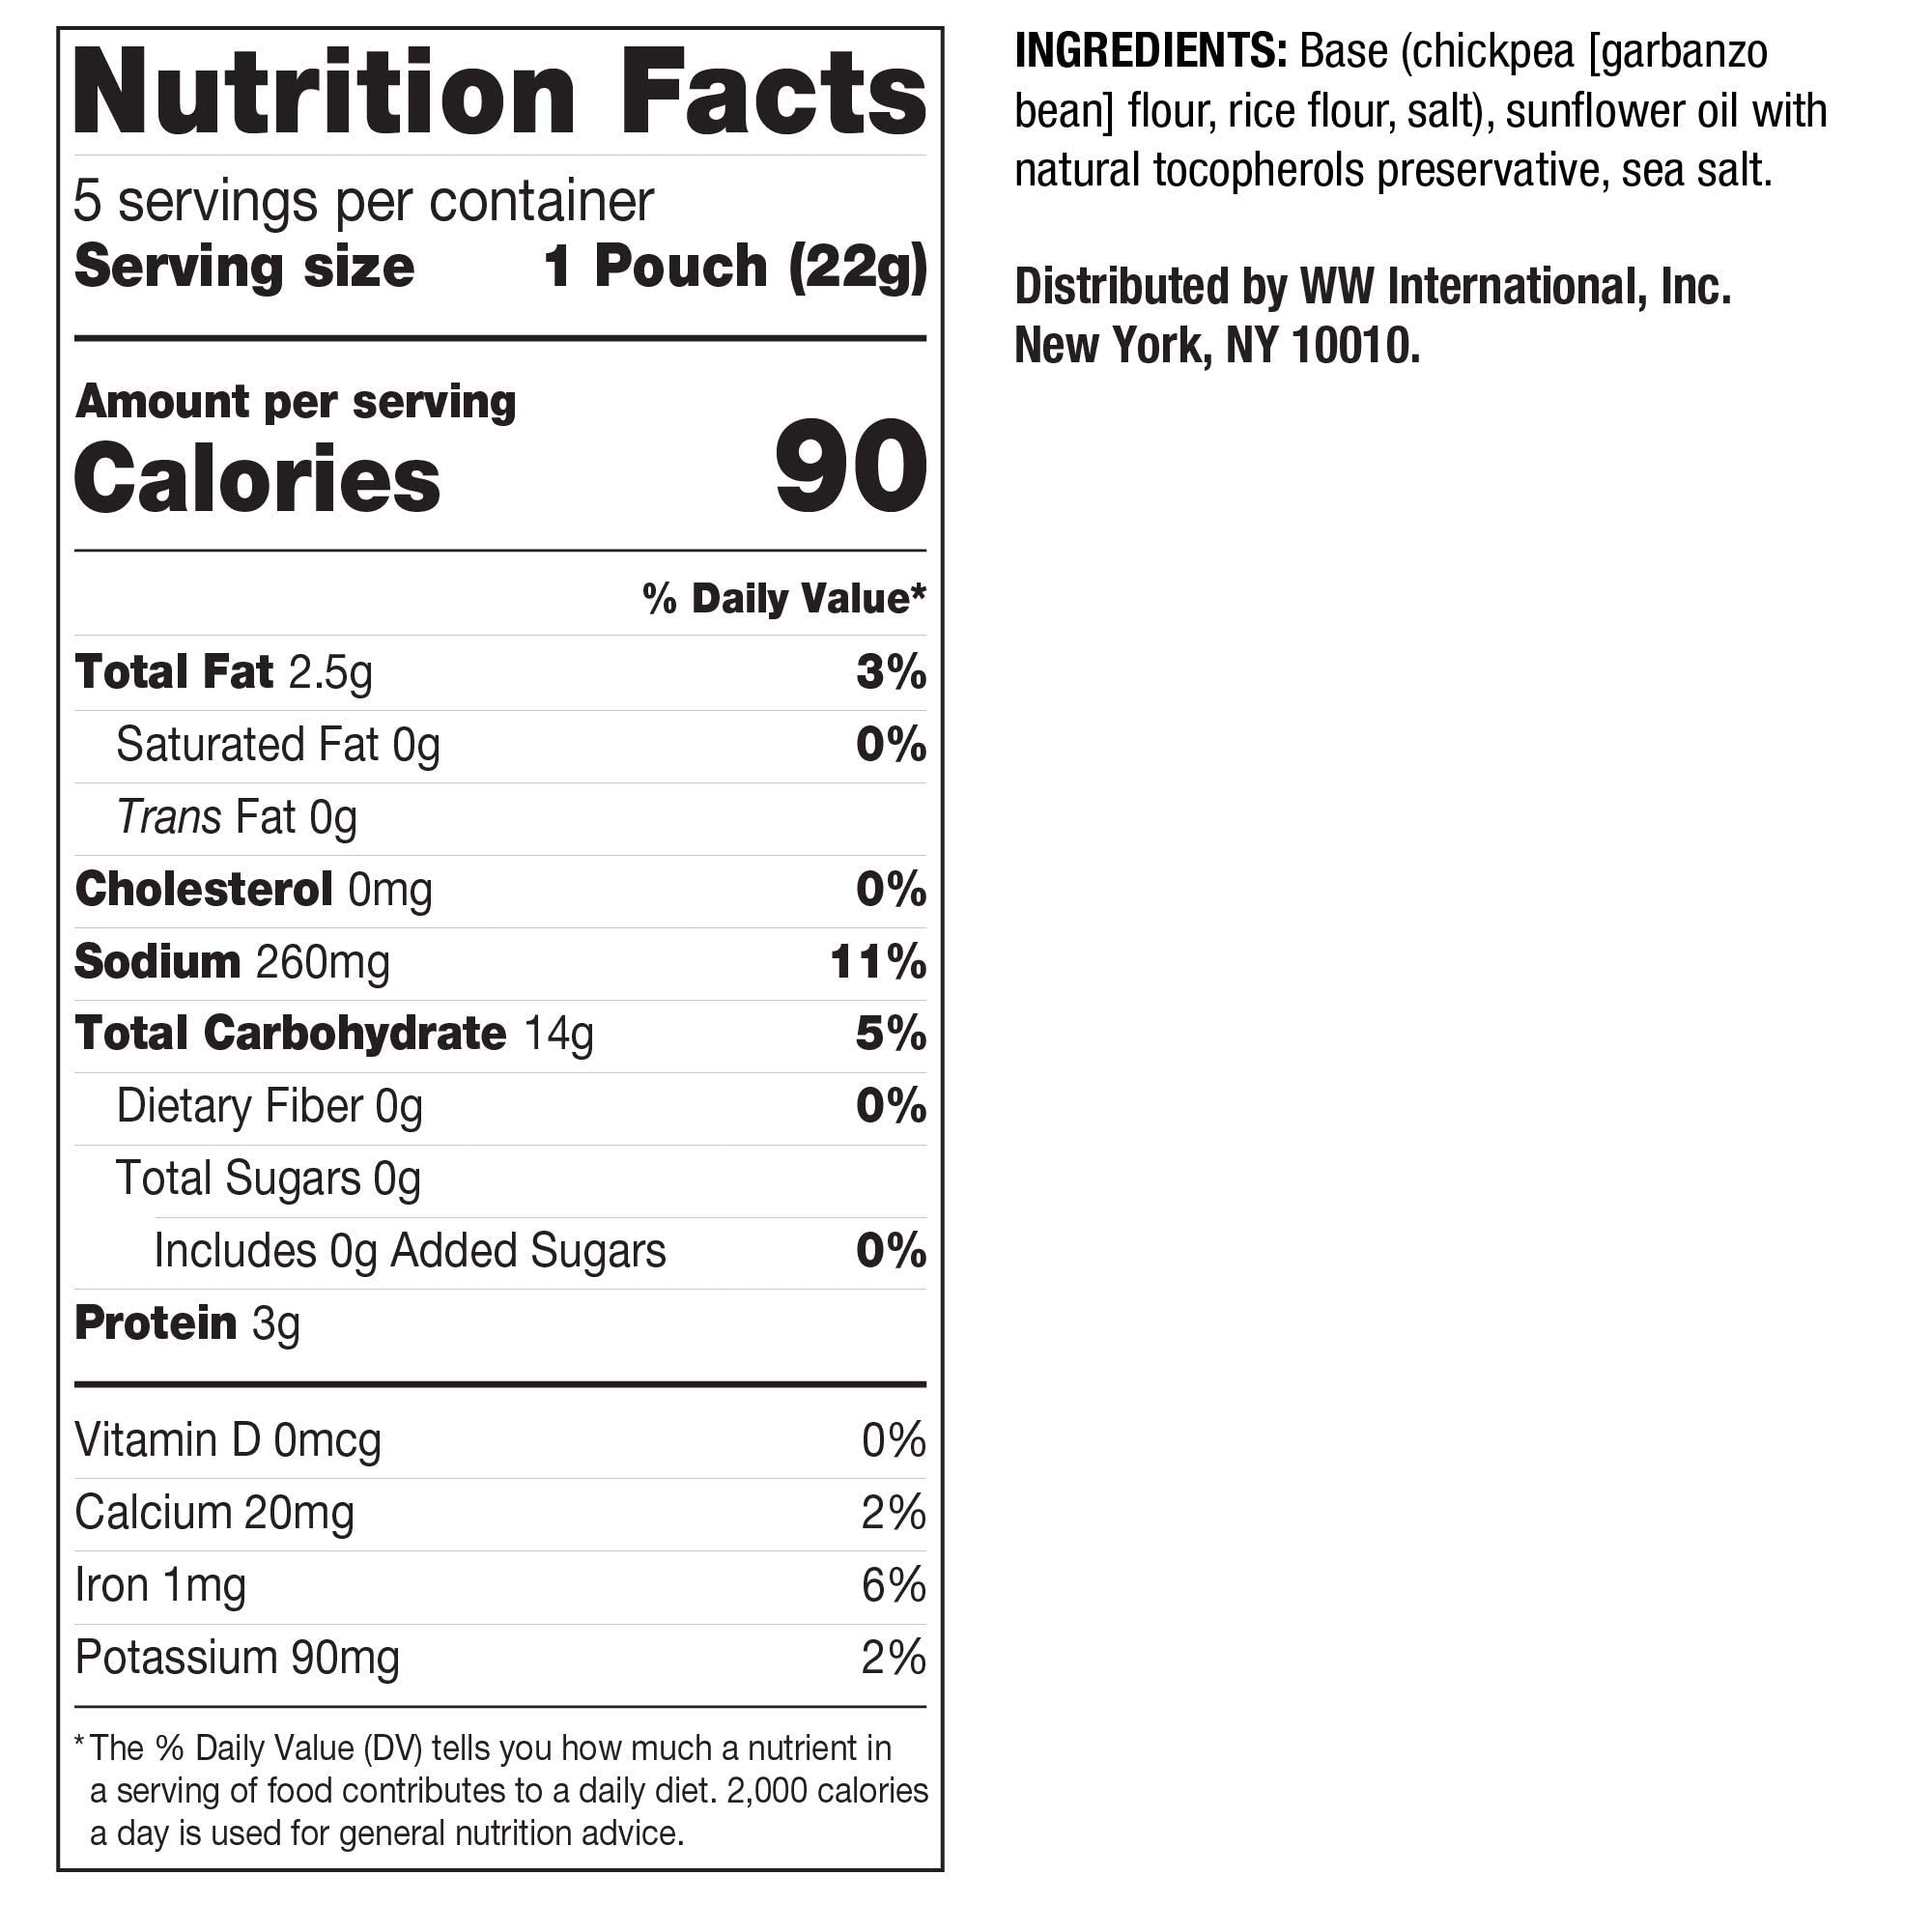 Nutrition Facts
5 servings per container
Serving size 1 Pouch (22g)
Amount per serving
Calories 90
% Daily Value*
Total Fat 2.5g 3%
Saturated Fat 0g 0%
Trans Fat 0g
Cholesterol 0mg 0%
Sodium 260mg 11%
Total Carbohydrate 14g 5%
Dietary Fiber 0g 0%
Total Sugars 0g
Includes 0g Added Sugars 0%
Protein 3g
Vitamin D 0mcg 0%
Calcium 20mg 2%
Iron 1mg 6%
Potassium 90mg 2%
* The % Daily Value (DV) tells you how much a nutrient in
a serving of food contributes to a daily diet. 2,000 calories
a day is used for general nutrition advice.
INGREDIENTS: Base (chickpea [garbanzo
bean] flour, rice flour, salt), sunflower oil with
natural tocopherols preservative, sea salt.
Distributed by WW International, Inc.
New York, NY 10010.